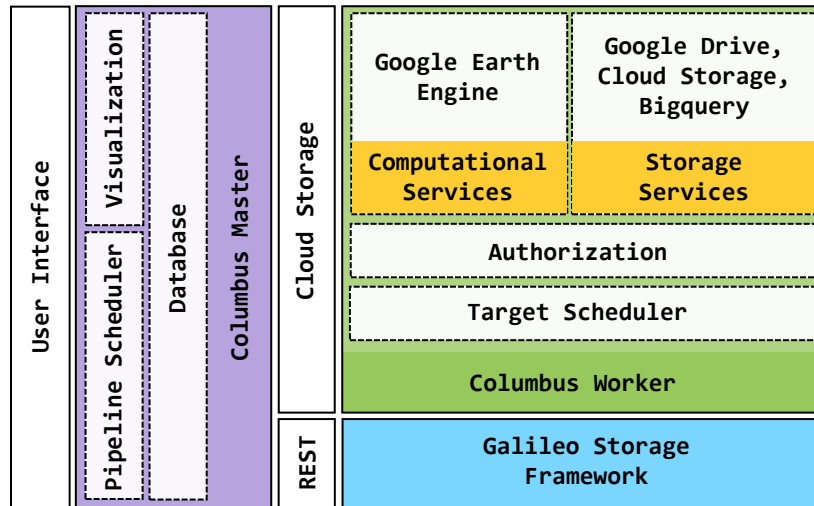 User Interface
Visualization
Pipeline Scheduler
Database
Columbus Master
Cloud Storage
REST
Google Earth
Engine
Computational
Services
Google Drive,
Cloud Storage,
Bigquery
Storage
Services
Authorization
Target Scheduler
Columbus Worker
Galileo Storage
Framework